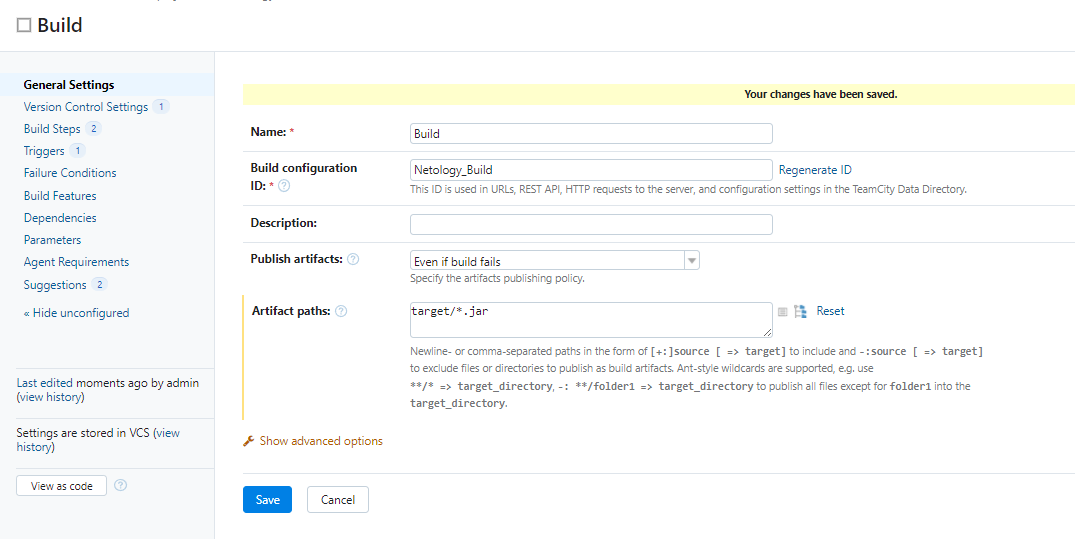 Build
General Settings
Version Control Settings 1
Build Steps 2
Triggers 1
Failure Conditions
Build Features
Dependencies
Parameters
Agent Requirements
Suggestions 2
« Hide unconfigured
Last edited moments ago by admin
(view history)
Settings are stored in VCS (view
history)
View as code ?
Your changes have been saved.
Name: *
Build
Build configuration
ID: * ?
Netology_Build
Regenerate ID
This ID is used in URLs, REST API, HTTP requests to the server, and configuration settings in the TeamCity Data Directory.
Description:
Publish artifacts: ?
Even if build fails
Specify the artifacts publishing policy.
Artifact paths: ?
target/*.jar
Reset
Newline- or comma-separated paths in the form of [+:]source [ => target] to include and -:source [ => target]
to exclude files or directories to publish as build artifacts. Ant-style wildcards are supported, e.g. use
**/* => target_directory, -: **/folder1 => target_directory to publish all files except for folder1 into the
target_directory.
Show advanced options
Save
Cancel